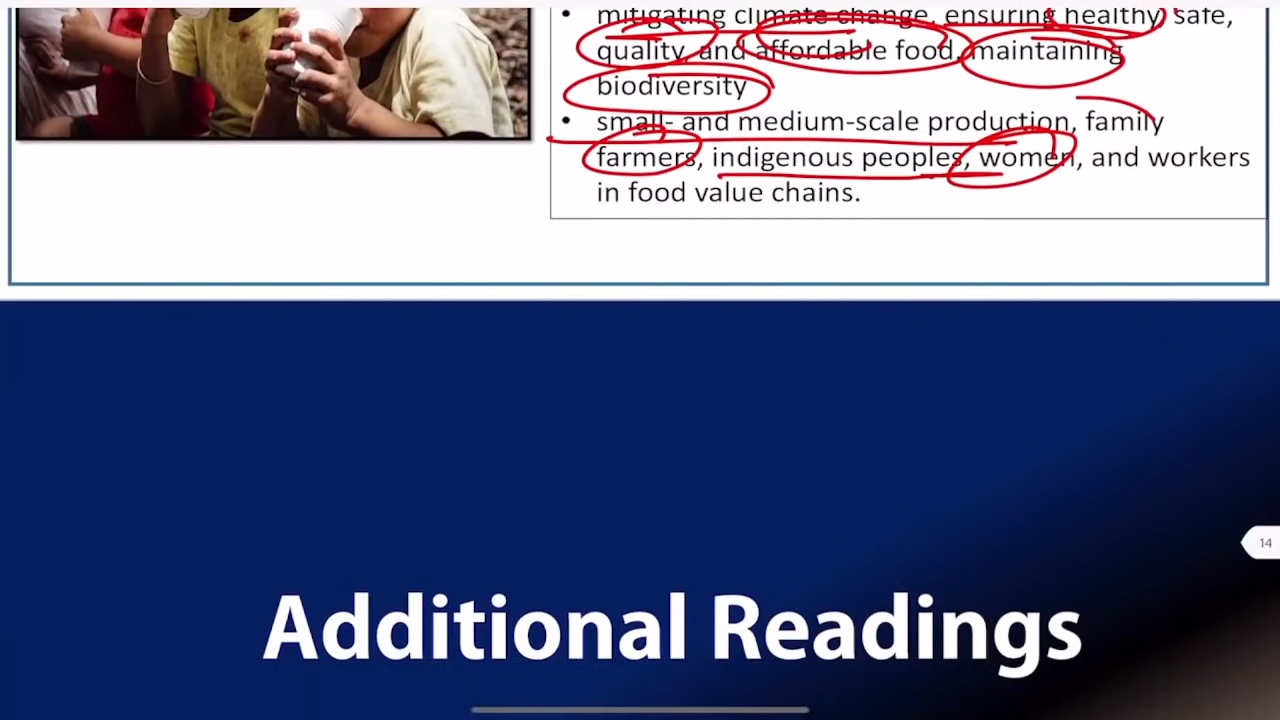 • mitigating climate change, ensuring healthy, safe,
quality, and affordable food, maintaining
biodiversity
• small- and medium-scale production, family
farmers, indigenous peoples, women, and workers
in food value chains.
14
Additional Readings